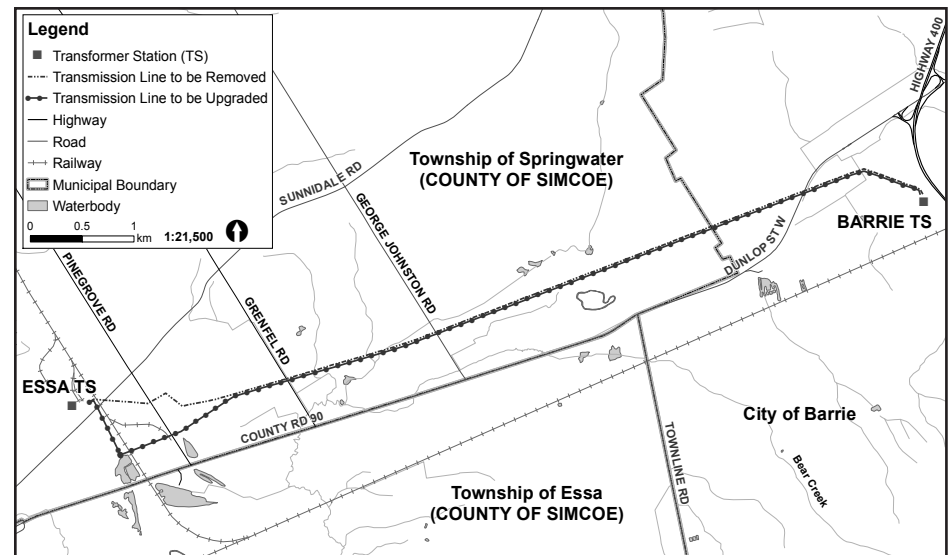 Legend
Transformer Station (TS)
Transmission Line to be Removed
Transmission Line to be Upgraded
Highway
Road
Railway
Municipal Boundary
Waterbody
0 0.5 1
km 1:21,500
HIGHWAY 400
SUNNIDALE RD
Township of Springwater
(COUNTY OF SIMCOE)
GEORGE JOHNSTON RD
BARRIE TS
DUNLOP ST W
PINEGROVE RD
GRENFEL RD
ESSA TS
COUNTY RD 90
City of Barrie
TOWNLINE RD
Bear Creek
Township of Essa
(COUNTY OF SIMCOE)